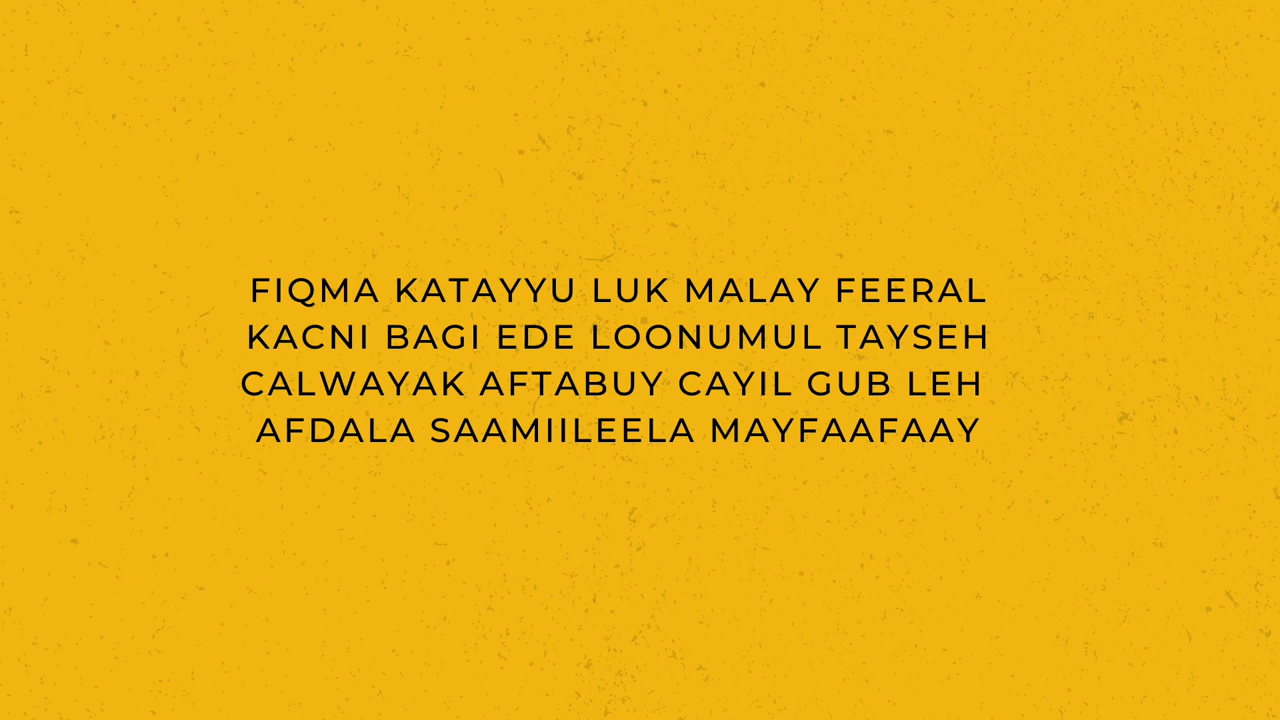 FIQMA KATAYYU LUK MALAY FEERAL
KACNI BAGI EDE LOONUMUL TAYSEH
CALWAYAK AFTABUY CAYIL GUB LEH
AFDALA SAAMIILEELA MAYFAAFAAY